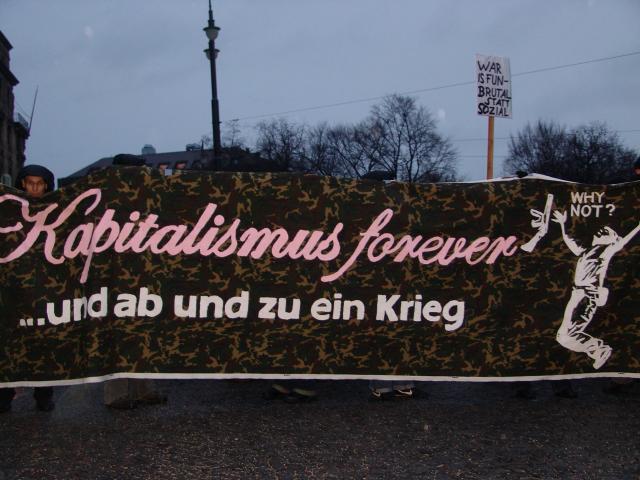 WAR
IS FUN-
BRUTAL
STATT
SOZIAL
WHY
NOT?
Kapitalismus forever
...und ab und zu ein Krieg